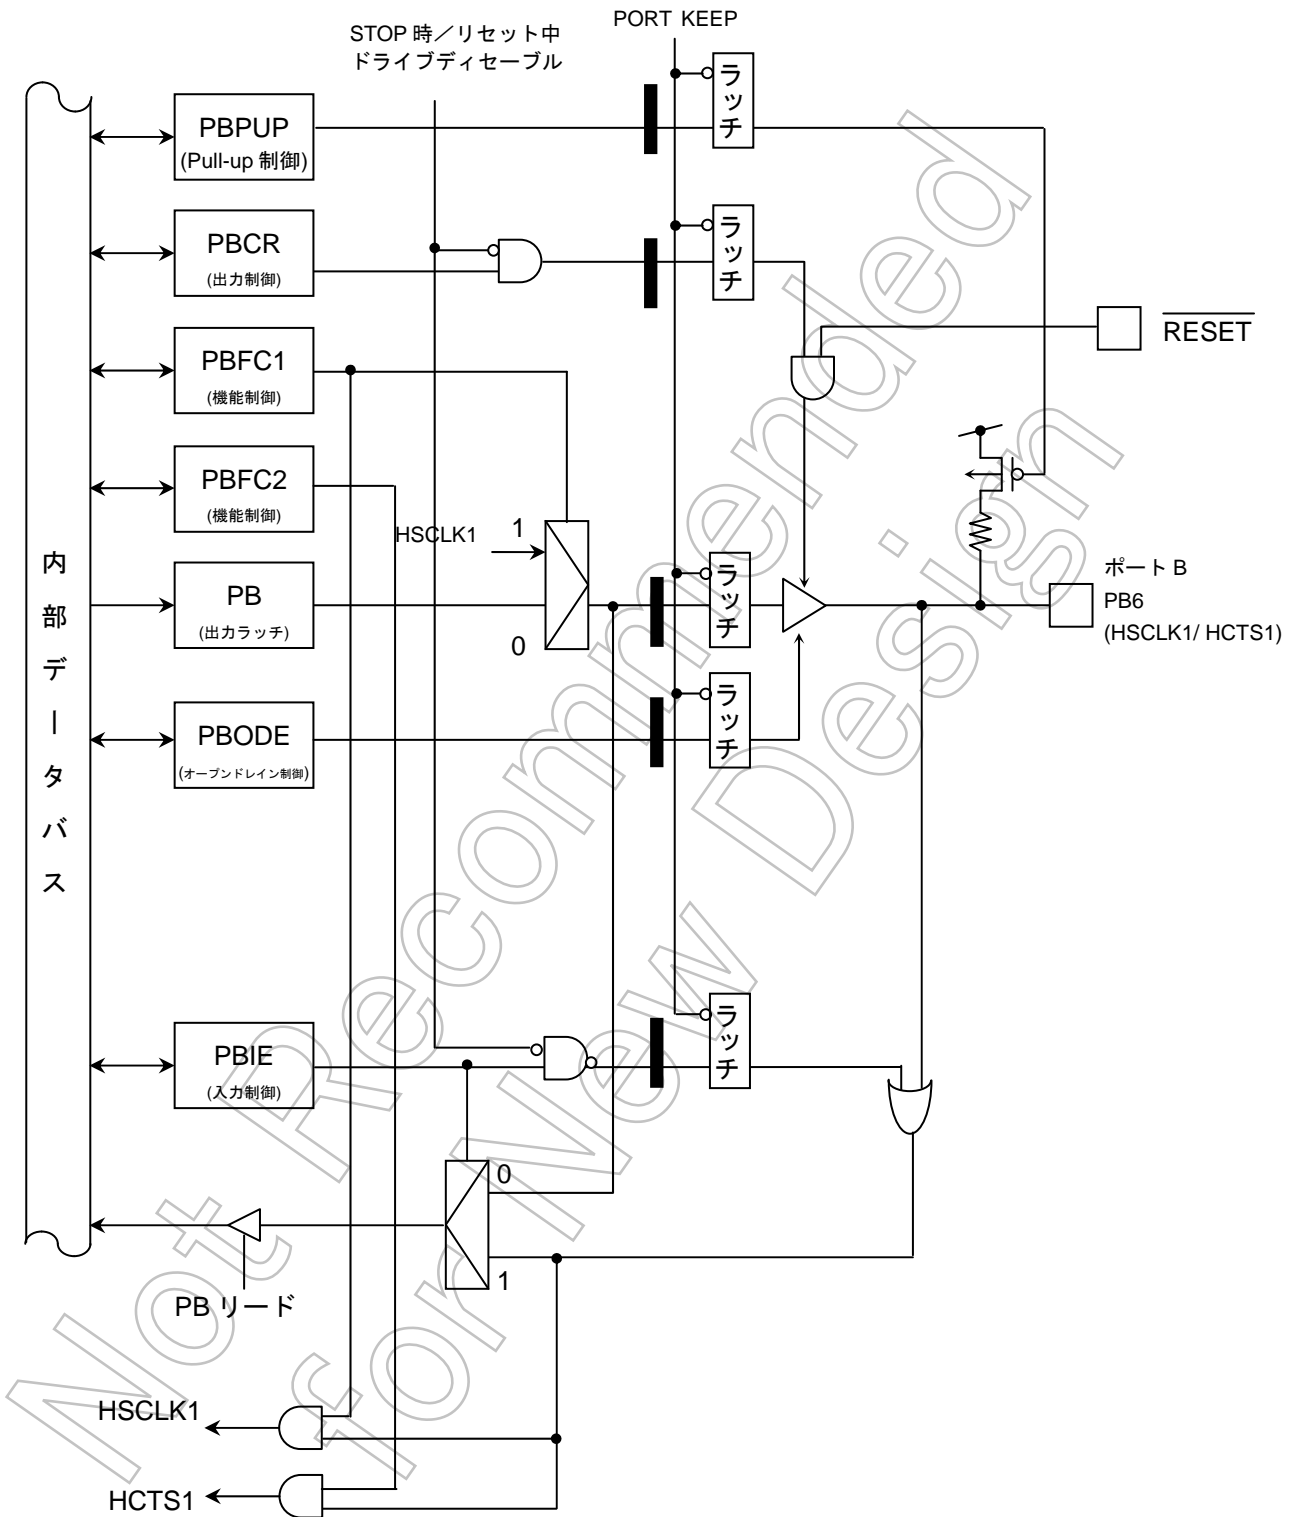 PORT KEEP
STOP 時／リセット中
ドライブディセーブル
ラッチ
PBPUP
(Pull-up 制御)
ラッチ
PBCR
(出力制御)
RESET
PBFC1
(機能制御)
PBFC2
(機能制御)
HSCLK1
1
内部データバス
PB
(出力ラッチ)
0
ラッチ
ポート B
PB6
(HSCLK1/ HCTS1)
ラッチ
PBODE
(オープンドレイン制御)
ラッチ
PBIE
(入力制御)
0
1
PB リード
HSCLK1
HCTS1
Not Recommended
for New Design